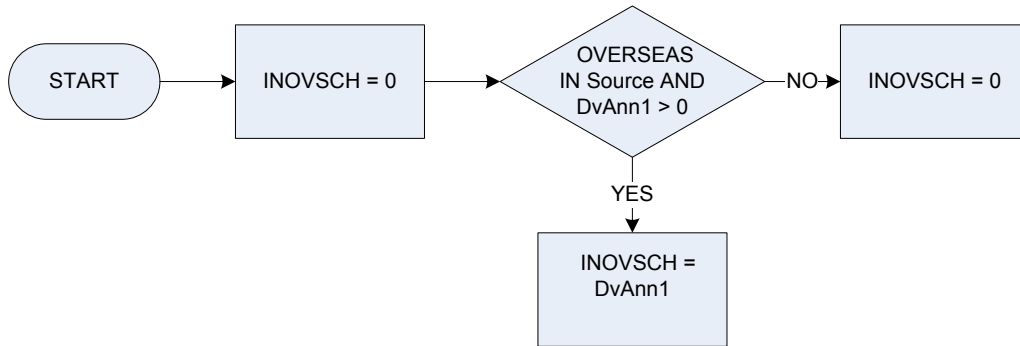 START
INOVSCH = 0
OVERSEAS
IN Source AND
DvAnn1 > 0
NO
INOVSCH = 0
YES
INOVSCH =
DvAnn1